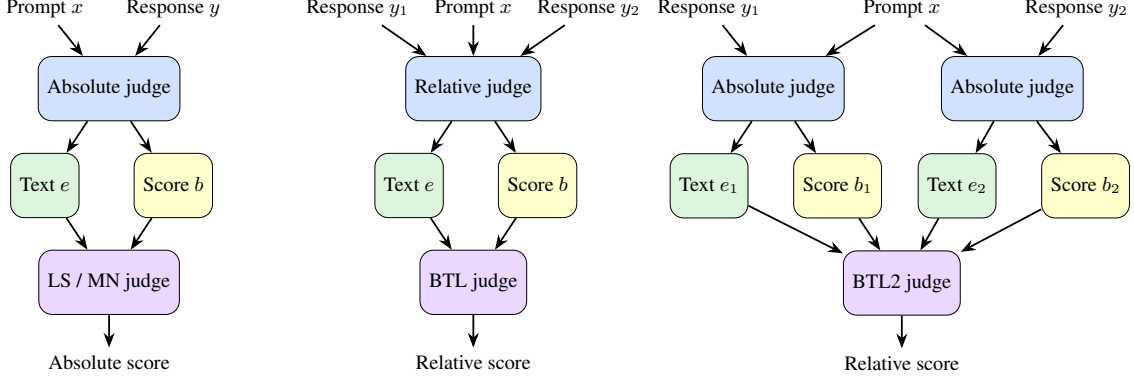 Prompt x
Response y
Absolute judge
Text e
Score b
LS / MN judge
Absolute score
Response y₁
Prompt x
Response y₂
Relative judge
Text e
Score b
BTL judge
Relative score
Response y₁
Prompt x
Response y₂
Absolute judge
Absolute judge
Text e₁
Score b₁
Text e₂
Score b₂
BTL2 judge
Relative score